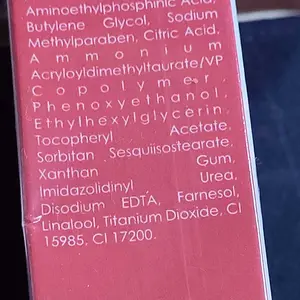 Aminoethylphosphinic Acid,
Butylene Glycol, Sodium
Methylparaben, Citric Acid,
Ammonium
Acryloyldimethyltaurate/VP
Copolymer,
Phenoxyethanol,
Ethylhexylglycerin,
Tocopheryl Acetate,
Sorbitan Sesquiisostearate,
Xanthan Gum,
Imidazolidinyl Urea,
Disodium EDTA, Farnesol,
Linalool, Titanium Dioxide, CI
15985, CI 17200.